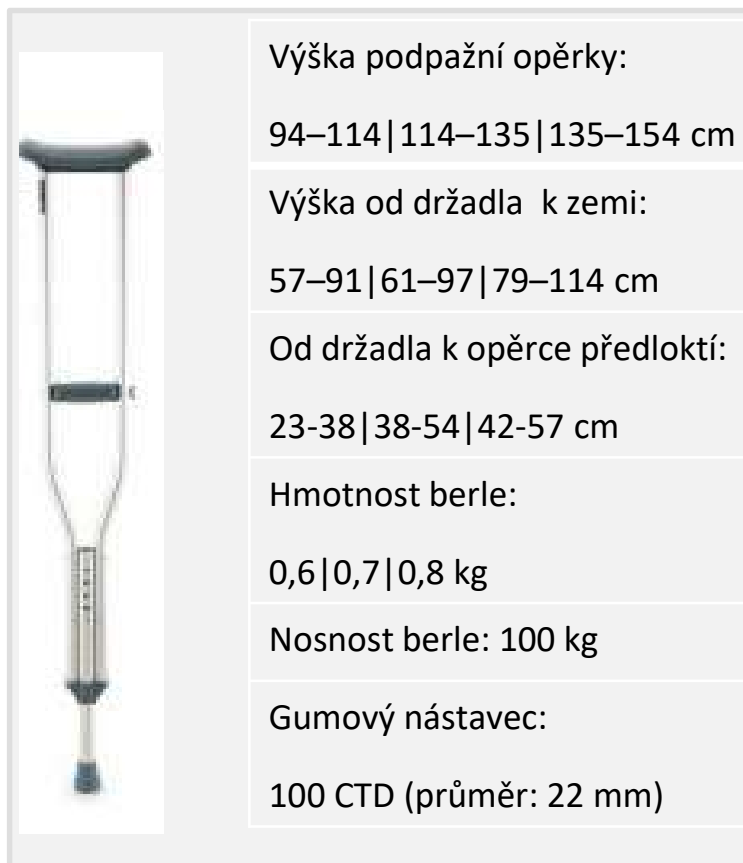 Výška podpažní opěrky:
94–114|114–135|135–154 cm
Výška od držadla  k zemi:
57–91|61–97|79–114 cm
Od držadla k opěrce předloktí:
23-38|38-54|42-57 cm
Hmotnost berle:
0,6|0,7|0,8 kg
Nosnost berle: 100 kg
Gumový nástavec:
100 CTD (průměr: 22 mm)